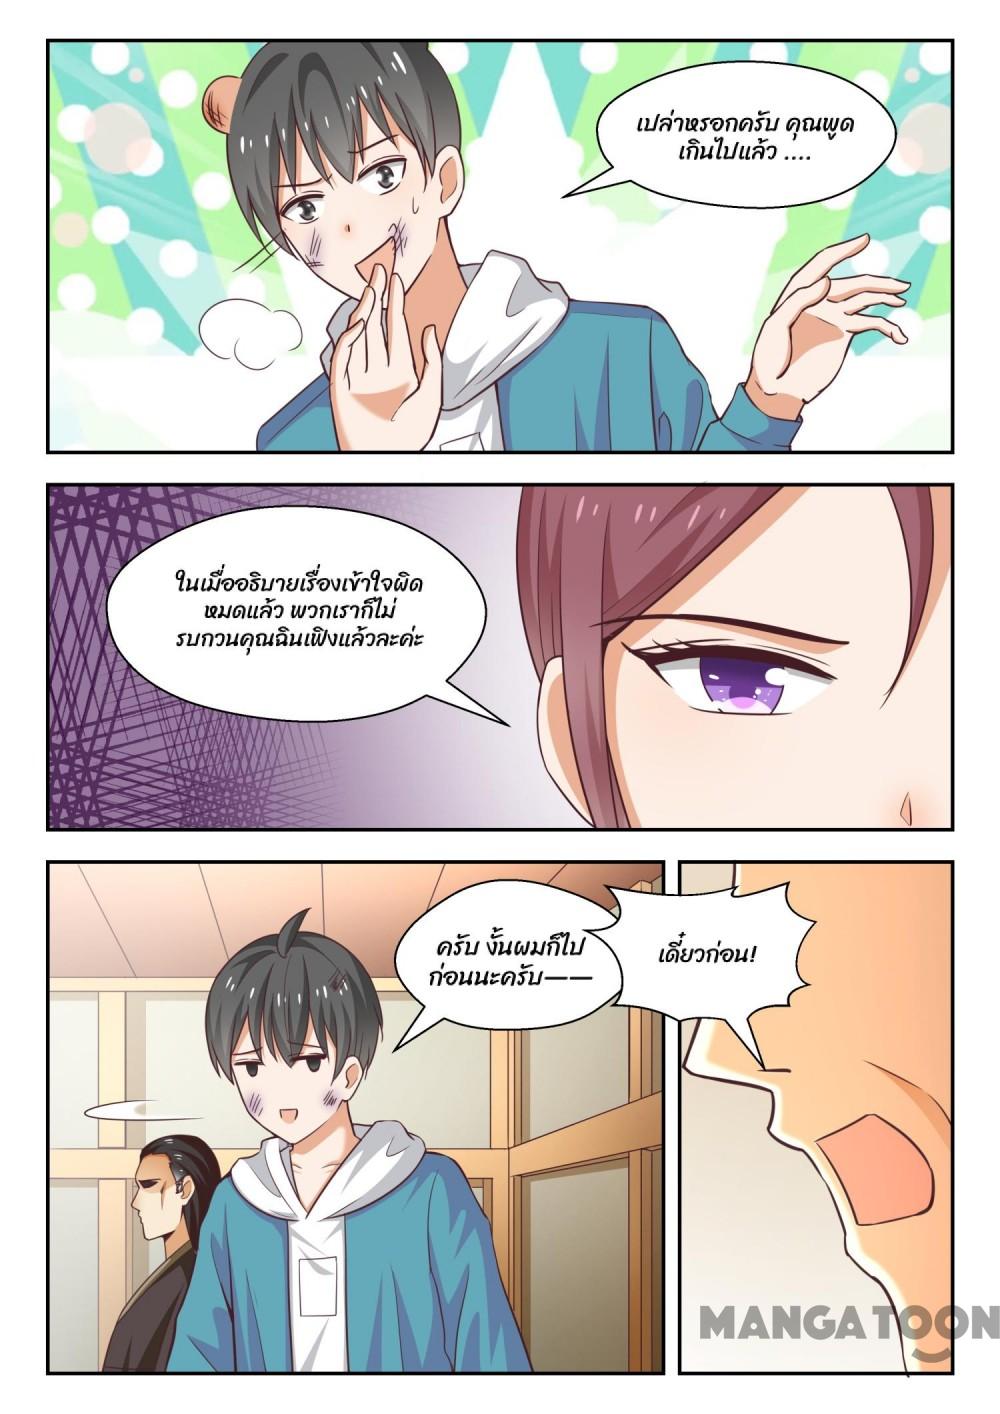 เปล่าหรอกครับ คุณพูด
เกินไปแล้ว ....
ในเมื่ออธิบายเรื่องเข้าใจผิด
หมดแล้ว พวกเราก็ไม่
รบกวนคุณฉินเฟิงแล้วละค่ะ
ครับ งั้นผมก็ไป
ก่อนนะครับ——
เดี๋ยวก่อน!
MANGATOON